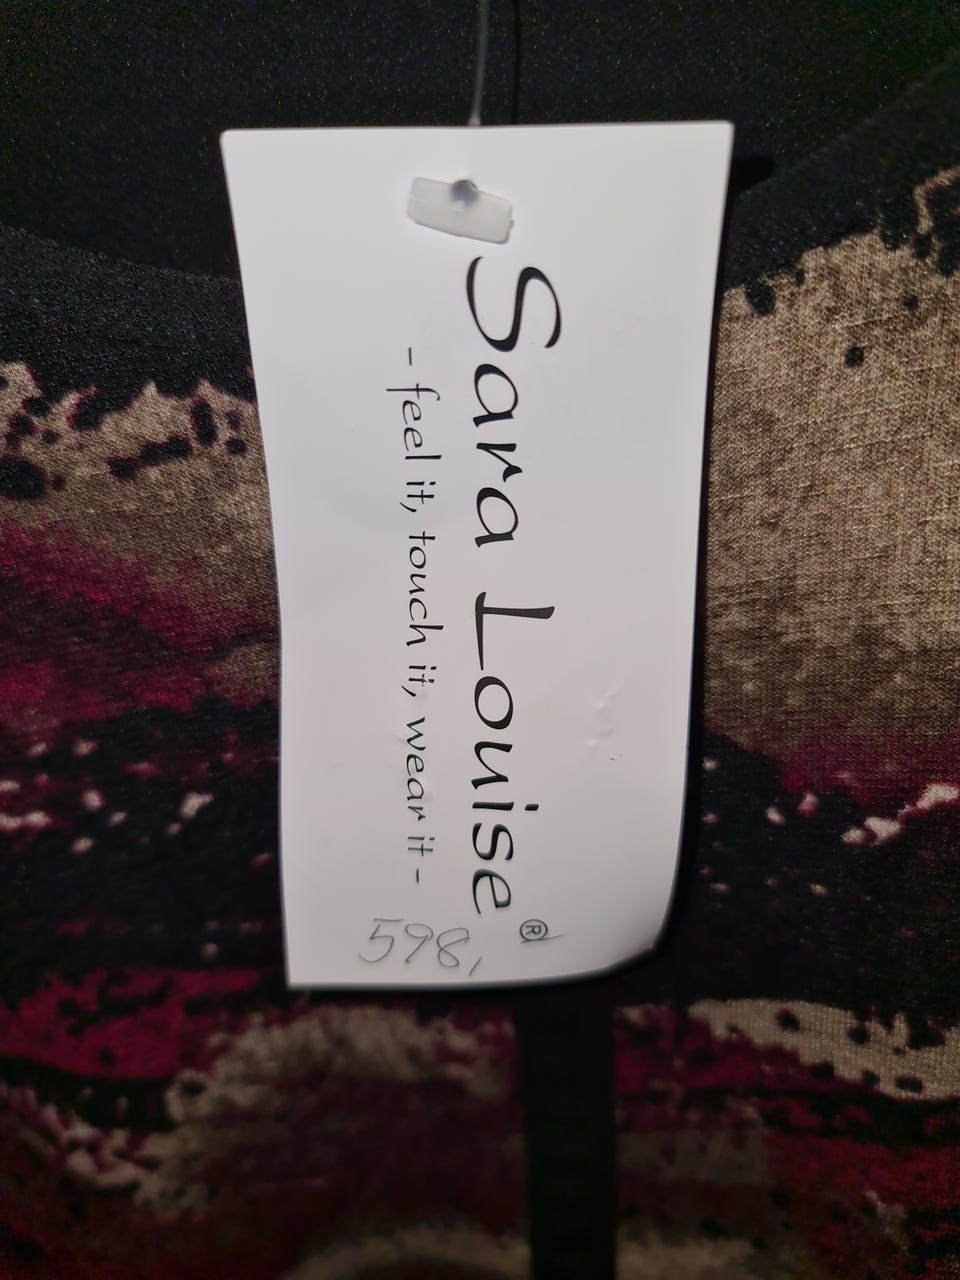 Sara Louise ®
- feel it, touch it, wear it -
598,